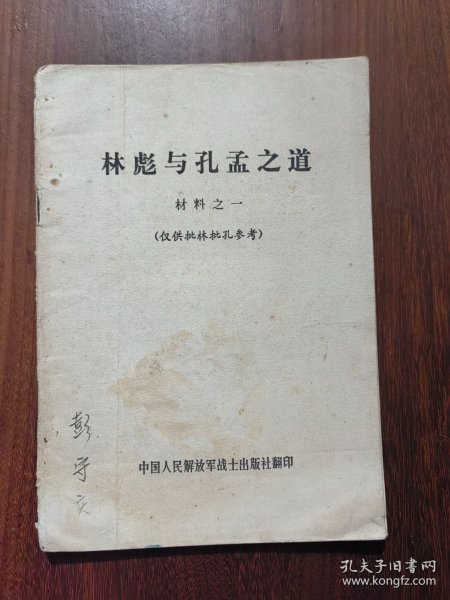 林彪与孔孟之道
材料之一
(仅供批林批孔参考)
彭守
中国人民解放军战士出版社翻印
孔夫子旧书网
www.kongfz.com